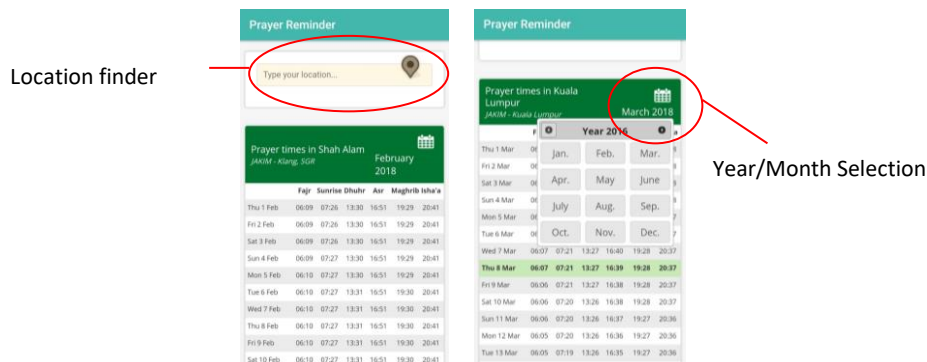 Prayer Reminder
Type your location...
Location finder
Prayer times in Shah Alam
JAKIM - Klang, SGR
February 2018
Fajr Sunrise Dhuhr Asr Maghrib Isha'a
Thu 1 Feb 06:09 07:26 13:30 16:51 19:29 20:41
Fri 2 Feb 06:09 07:26 13:30 16:51 19:29 20:41
Sat 3 Feb 06:09 07:26 13:30 16:51 19:29 20:41
Sun 4 Feb 06:09 07:27 13:30 16:51 19:29 20:41
Mon 5 Feb 06:10 07:27 13:30 16:51 19:29 20:41
Tue 6 Feb 06:10 07:27 13:31 16:51 19:30 20:41
Wed 7 Feb 06:10 07:27 13:31 16:51 19:30 20:41
Thu 8 Feb 06:10 07:27 13:31 16:51 19:30 20:41
Fri 9 Feb 06:10 07:27 13:31 16:51 19:30 20:41
Sat 10 Feb 06:10 07:27 13:31 16:51 19:30 20:41
Prayer Reminder
Prayer times in Kuala
Lumpur
JAKIM - Kuala Lumpur
March 2018
Year 2016
Jan. Feb. Mar.
Apr. May June
July Aug. Sep.
Oct. Nov. Dec.
Thu 1 Mar
Fri 2 Mar
Sat 3 Mar
Sun 4 Mar
Mon 5 Mar
Tue 6 Mar
Wed 7 Mar 06:07 07:21 13:27 16:40 19:28 20:37
Thu 8 Mar 06:07 07:21 13:27 16:39 19:28 20:37
Fri 9 Mar 06:06 07:21 13:27 16:38 19:28 20:37
Sat 10 Mar 06:06 07:20 13:26 16:38 19:28 20:37
Sun 11 Mar 06:06 07:20 13:26 16:37 19:27 20:36
Mon 12 Mar 06:05 07:20 13:26 16:36 19:27 20:36
Tue 13 Mar 06:05 07:19 13:26 16:35 19:27 20:36
Year/Month Selection